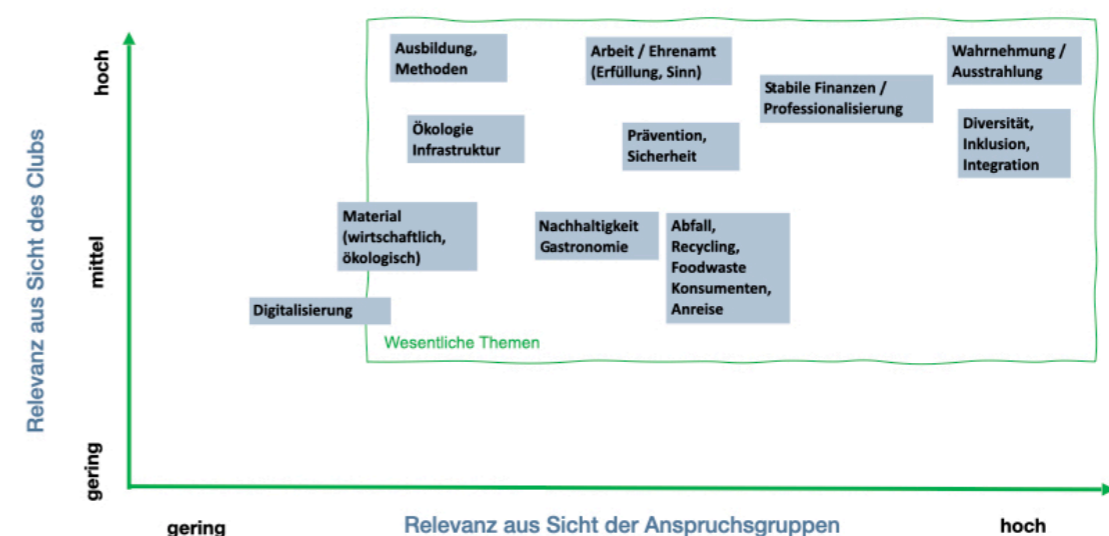 Relevanz aus Sicht des Clubs
hoch
mittel
gering
Ausbildung,
Methoden
Arbeit / Ehrenamt
(Erfüllung, Sinn)
Wahrnehmung /
Ausstrahlung
Stabile Finanzen /
Professionalisierung
Ökologie
Infrastruktur
Prävention,
Sicherheit
Diversität,
Inklusion,
Integration
Material
(wirtschaftlich,
ökologisch)
Nachhaltigkeit
Gastronomie
Abfall,
Recycling,
Foodwaste
Konsumenten,
Anreise
Digitalisierung
Wesentliche Themen
gering
Relevanz aus Sicht der Anspruchsgruppen
hoch